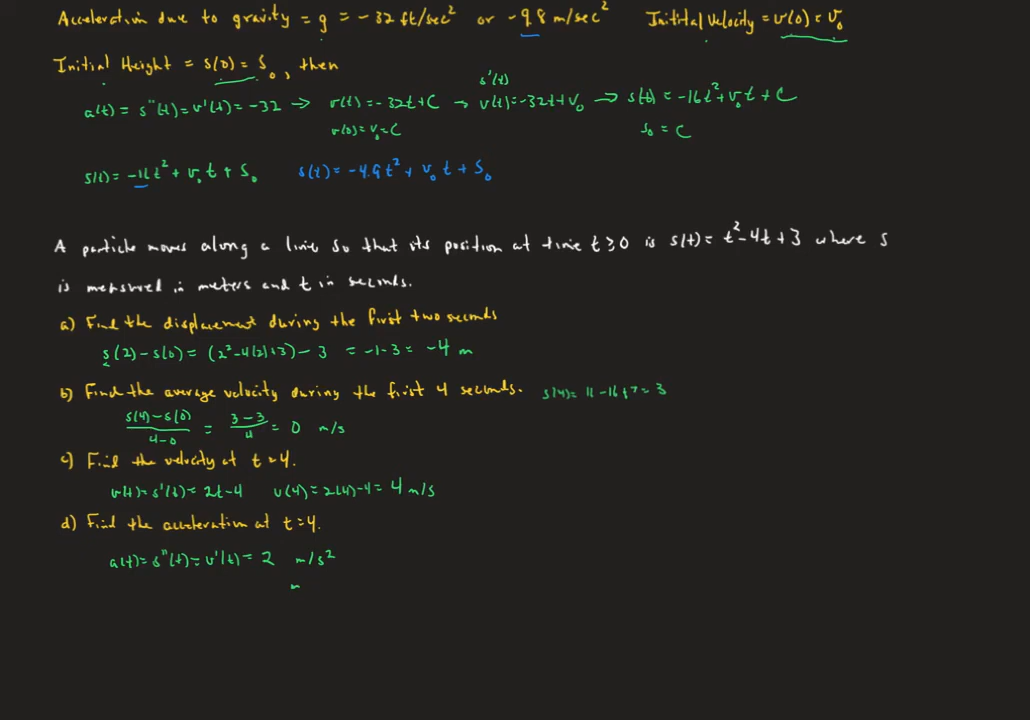 Acceleration due to gravity = g = -32 ft/sec² or -9.8 m/sec² Initital Velocity = v(0) = v₀
Initial Height = s(0) = S₀, then
s'(t)
a(t) = s''(t) = v'(t) = -32 → v(t) = -32t + C → v(t) = -32t + v₀ → s(t) = -16t² + v₀t + C
v(0) = v₀ = C s₀ = C
s(t) = -16t² + v₀t + S₀ s(t) = -4.9t² + v₀t + S₀
A particle moves along a line so that its position at time t ≥ 0 is s(t) = t² - 4t + 3 where s
is measured in meters and t in seconds.
a) Find the displacement during the first two seconds
s(2) - s(0) = (2² - 4(2) + 3) - 3 = -1 - 3 = -4 m
b) Find the average velocity during the first 4 seconds. s(4) = 16 - 16 + 3 = 3
s(4) - s(0) / 4 - 0 = 3 - 3 / 4 = 0 m/s
c) Find the velocity at t = 4.
v(t) = s'(t) = 2t - 4 v(4) = 2(4) - 4 = 4 m/s
d) Find the acceleration at t = 4.
a(t) = s''(t) = v'(t) = 2 m/s²
m